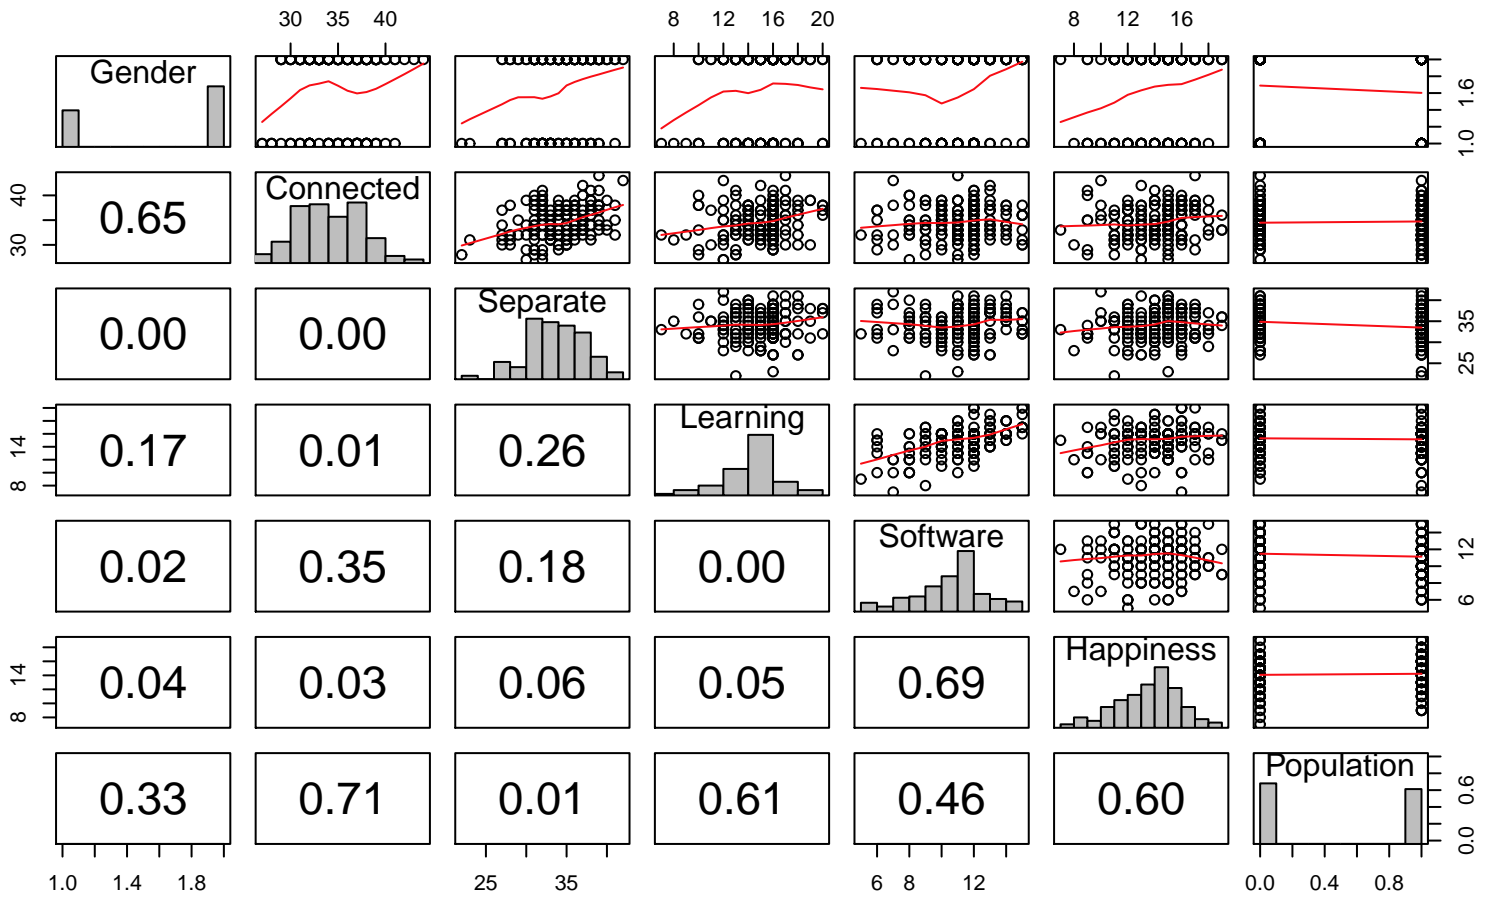 30 35 40 8 12 16 20 8 12 16
Gender 1.0 1.6
30 40 0.65 Connected
0.00 0.00 Separate 25 35
8 14 0.17 0.01 0.26 Learning
0.02 0.35 0.18 0.00 Software 6 12
8 14 0.04 0.03 0.06 0.05 0.69 Happiness
0.33 0.71 0.01 0.61 0.46 0.60 Population 0.0 0.6
1.0 1.4 1.8 25 35 6 8 12 0.0 0.4 0.8